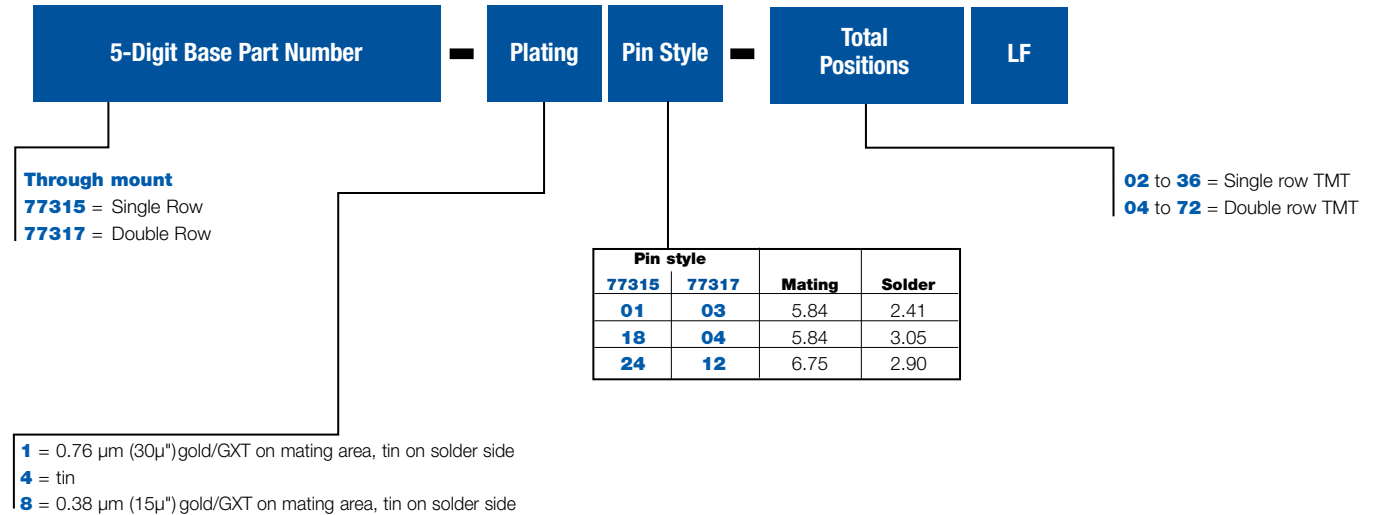 5-Digit Base Part Number - Plating Pin Style - Total Positions LF
Through mount
77315 = Single Row
77317 = Double Row
02 to 36 = Single row TMT
04 to 72 = Double row TMT
Pin style
77315 77317 Mating Solder
01 03 5.84 2.41
18 04 5.84 3.05
24 12 6.75 2.90
1 = 0.76 µm (30µ") gold/GXT on mating area, tin on solder side
4 = tin
8 = 0.38 µm (15µ") gold/GXT on mating area, tin on solder side